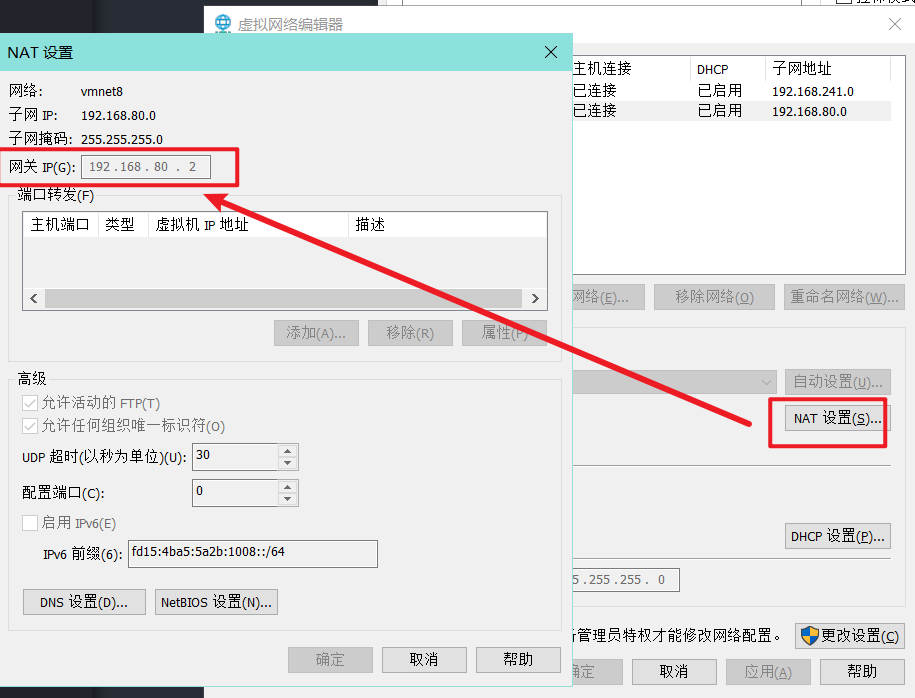 虚拟网络编辑器
NAT 设置
网络: vmnet8
子网 IP: 192.168.80.0
子网掩码: 255.255.255.0
网关 IP(G): 192.168.80.2
端口转发(F)
主机端口 类型 虚拟机 IP 地址 描述
添加(A)... 移除(R) 属性(P)
高级
允许活动的 FTP(T)
允许任何组织唯一标识符(O)
UDP 超时(以秒为单位)(U): 30
配置端口(C): 0
启用 IPv6(E)
IPv6 前缀(6): fd15:4ba5:5a2b:1008::/64
DNS 设置(D)... NetBIOS 设置(N)...
确定 取消 帮助
主机连接 DHCP 子网地址
已连接 已启用 192.168.241.0
已连接 已启用 192.168.80.0
网络(E)... 移除网络(O) 重命名网络(W)...
自动设置(U)...
NAT 设置(S)...
DHCP 设置(P)...
5.255.255. 0
管理员特权才能修改网络配置。 更改设置(C)
确定 取消 应用(A) 帮助